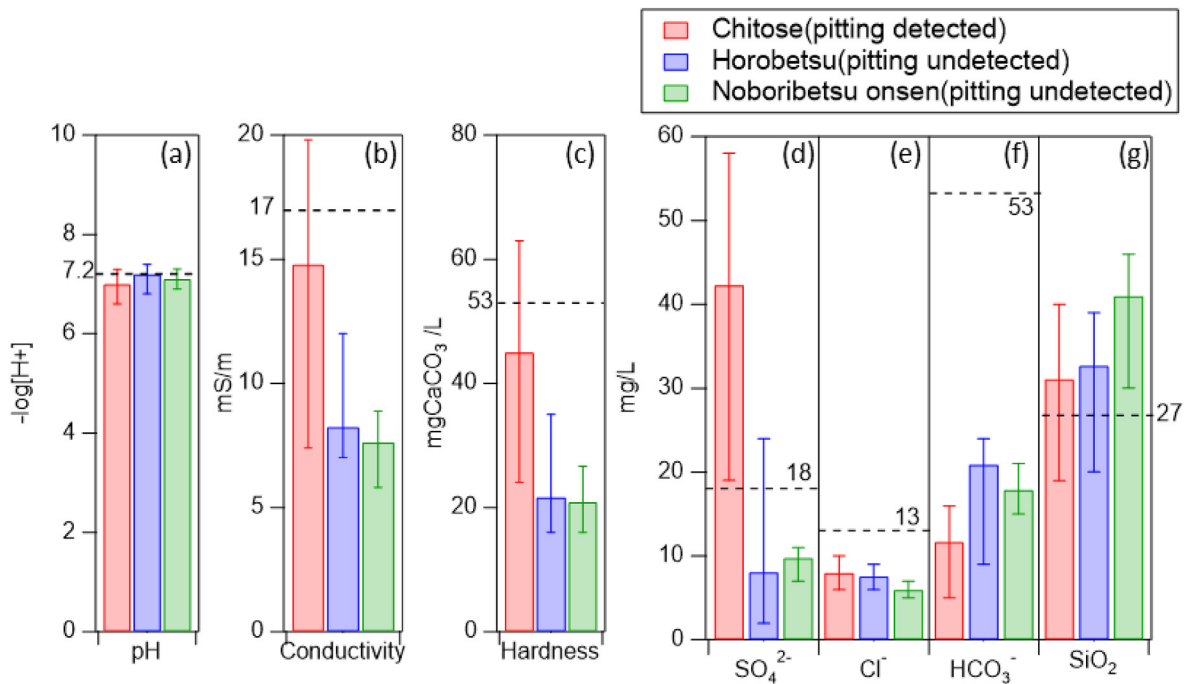 Chitose(pitting detected)
Horobetsu(pitting undetected)
Noboribetsu onsen(pitting undetected)
(a)
10
8
7.2
6
4
2
0
-log[H+]
pH
(b)
20
17
15
10
5
0
mS/m
Conductivity
(c)
80
60
53
40
20
0
mgCaCO₃ /L
Hardness
60
50
40
30
20
10
0
mg/L
(d)
18
SO₄²⁻
(e)
13
Cl⁻
(f)
53
HCO₃⁻
(g)
27
SiO₂